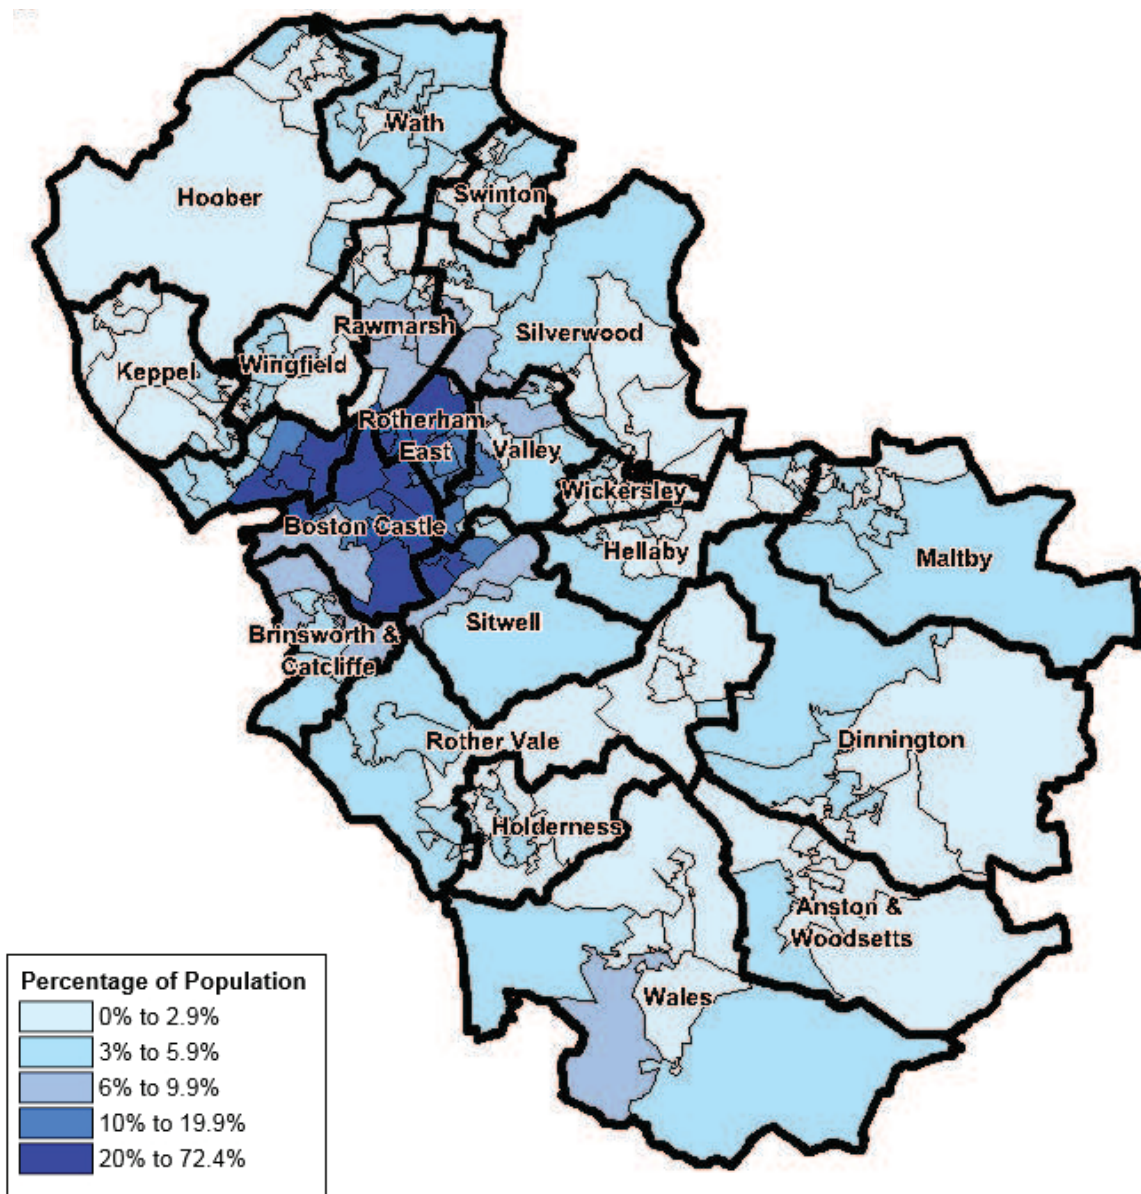 Wath
Hoober
Swinton
Rawmarsh
Silverwood
Keppel
Wingfield
Rotherham
East
Valley
Wickersley
Boston Castle
Hellaby
Maltby
Sitwell
Brinsworth &
Catcliffe
Rother Vale
Dinnington
Holderness
Anston &
Woodsetts
Wales
Percentage of Population
0% to 2.9%
3% to 5.9%
6% to 9.9%
10% to 19.9%
20% to 72.4%